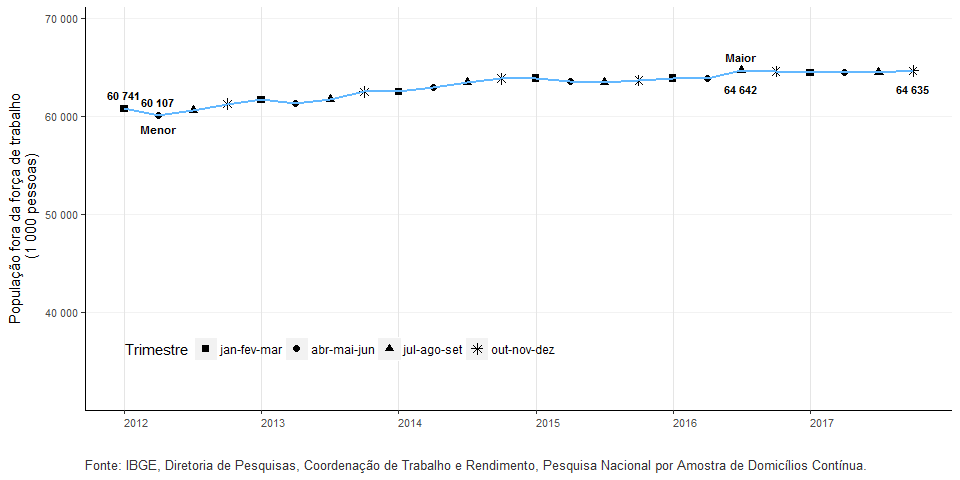 População fora da força de trabalho
(1 000 pessoas)
70 000
60 000
50 000
40 000
60 741
60 107
Menor
Maior
64 642
64 635
Trimestre jan-fev-mar abr-mai-jun jul-ago-set out-nov-dez
2012 2013 2014 2015 2016 2017
Fonte: IBGE, Diretoria de Pesquisas, Coordenação de Trabalho e Rendimento, Pesquisa Nacional por Amostra de Domicílios Contínua.